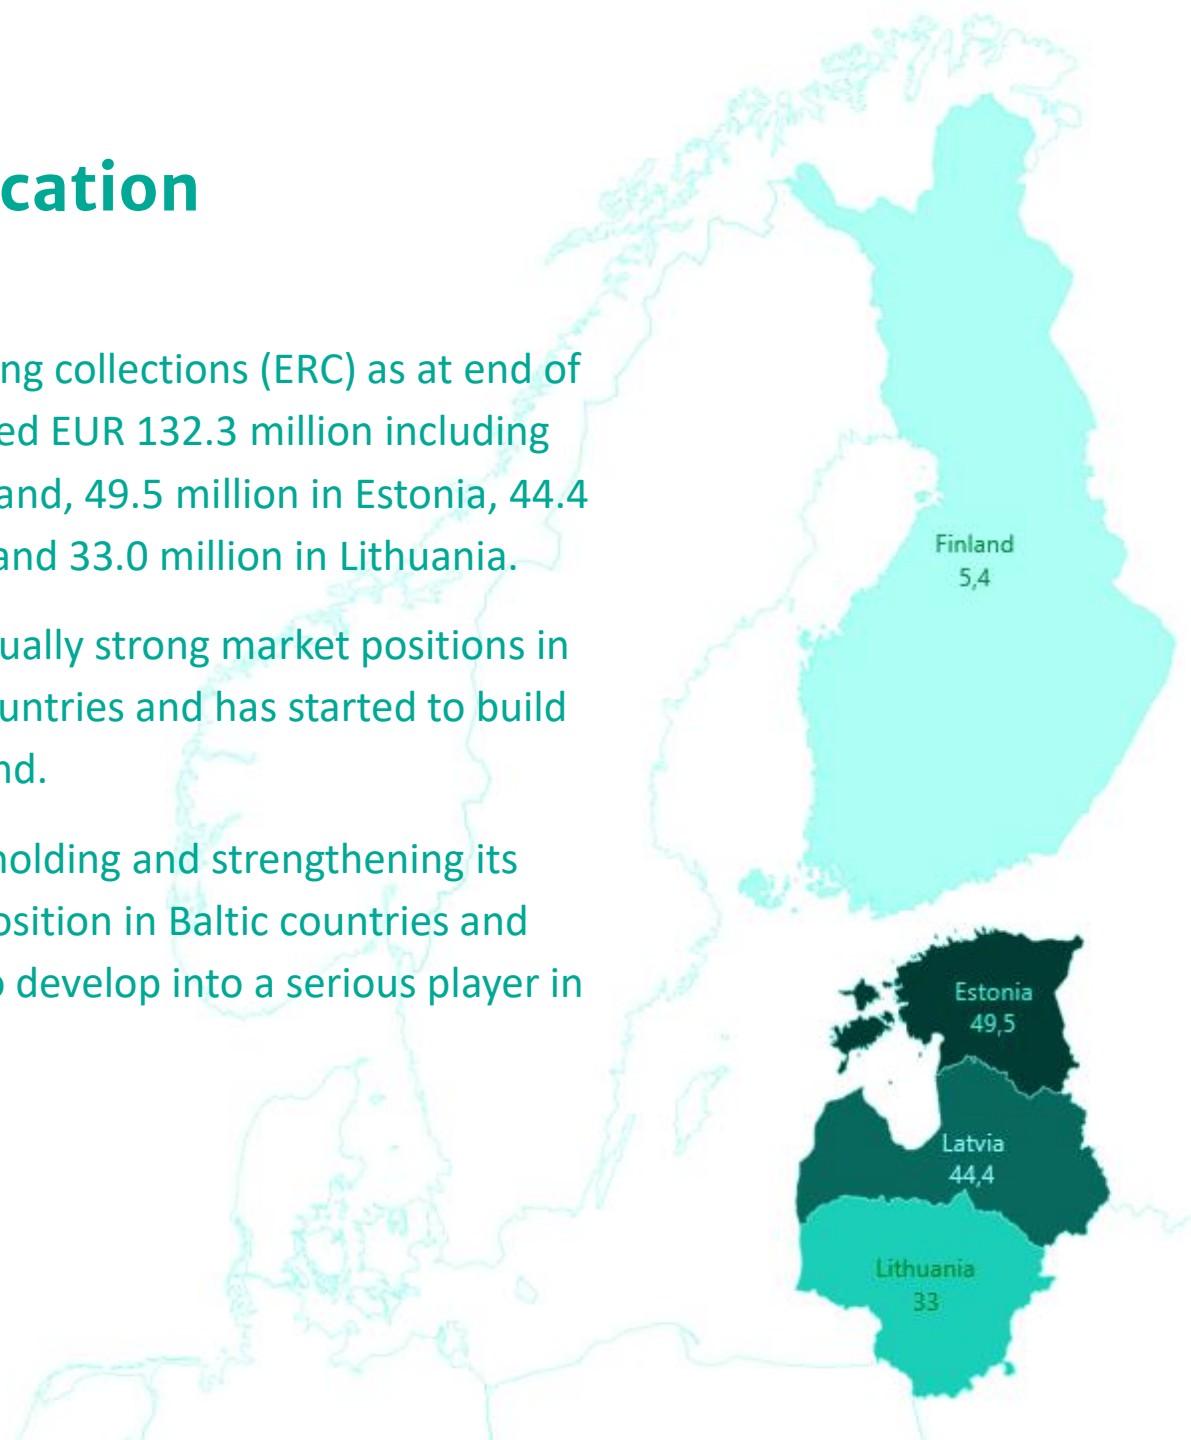 cation
ng collections (ERC) as at end of
ed EUR 132.3 million including
and, 49.5 million in Estonia, 44.4
and 33.0 million in Lithuania.
ually strong market positions in
untries and has started to build
nd.
holding and strengthening its
osition in Baltic countries and
o develop into a serious player in
Finland
5,4
Estonia
49,5
Latvia
44,4
Lithuania
33